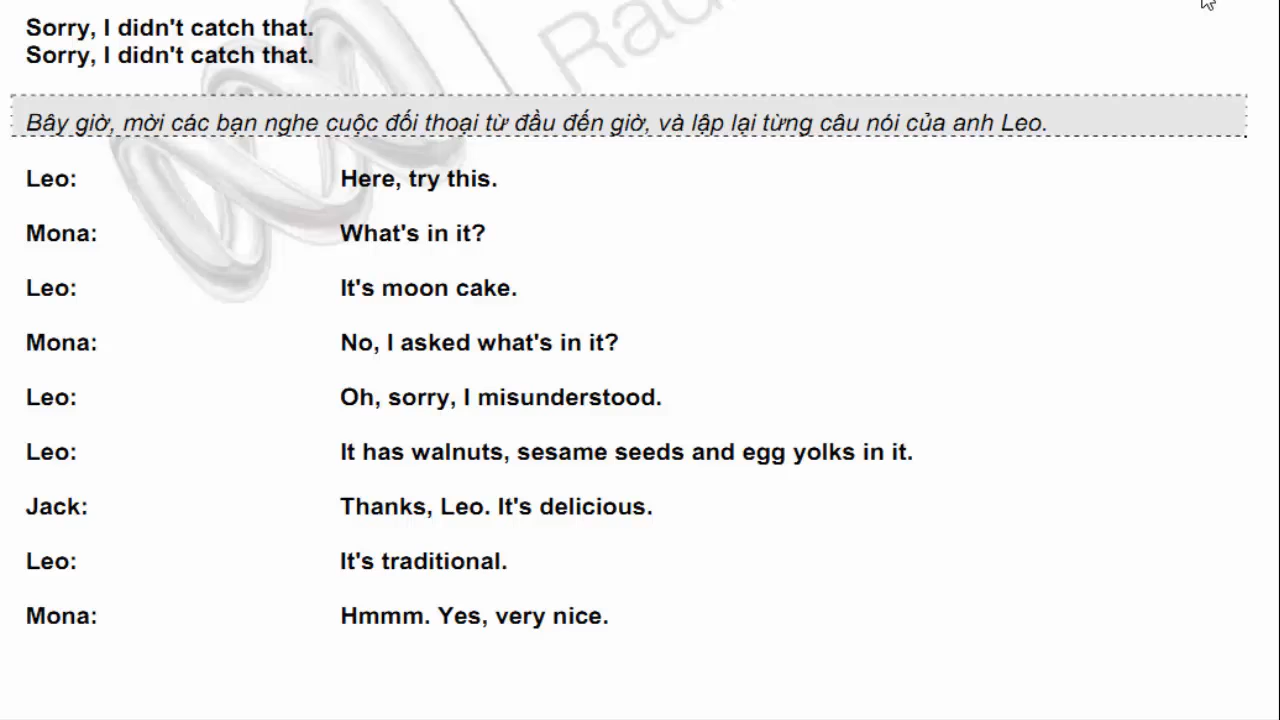 Sorry, I didn't catch that.
Sorry, I didn't catch that.
Bây giờ, mời các bạn nghe cuộc đối thoại từ đầu đến giờ, và lập lại từng câu nói của anh Leo.
Leo: Here, try this.
Mona: What's in it?
Leo: It's moon cake.
Mona: No, I asked what's in it?
Leo: Oh, sorry, I misunderstood.
Leo: It has walnuts, sesame seeds and egg yolks in it.
Jack: Thanks, Leo. It's delicious.
Leo: It's traditional.
Mona: Hmmm. Yes, very nice.